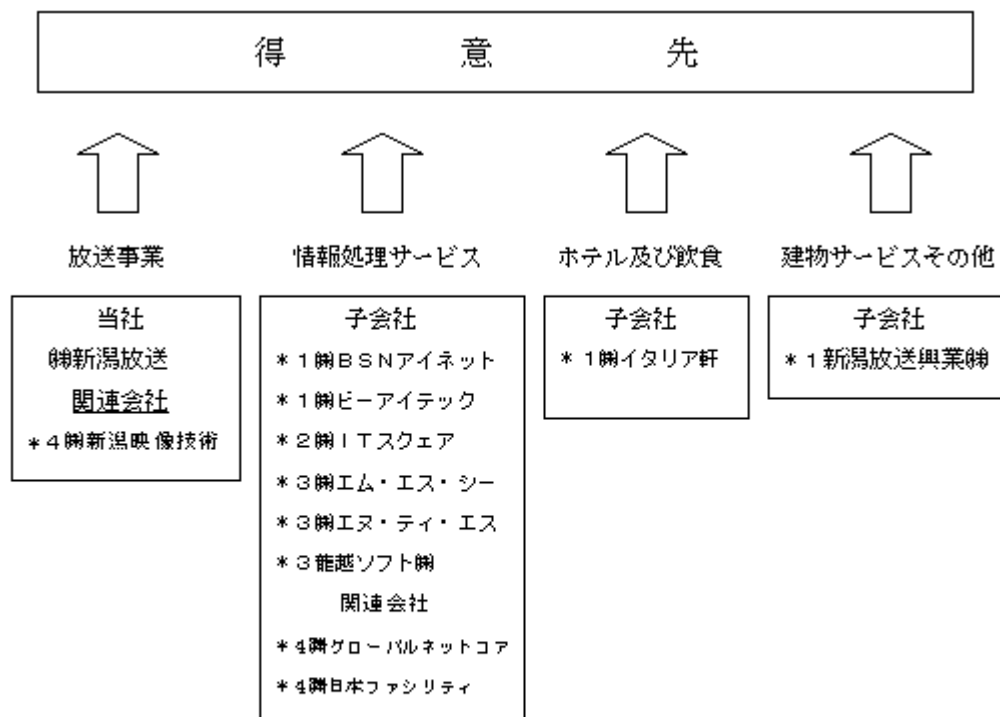 得意先
放送事業
情報処理サービス
ホテル及び飲食
建物サービスその他
当社
㈱新潟放送
関連会社
*4㈱新潟映像技術
子会社
*1㈱BSNアイネット
*1㈱ビーアイテック
*2㈱ITスクェア
*3㈱エム・エス・シー
*3㈱エヌ・ティ・エス
*3龍越ソフト㈱
関連会社
*4㈱グローバルネットコア
*4㈱日本ファシリティ
子会社
*1㈱イタリア軒
子会社
*1新潟放送興業㈱